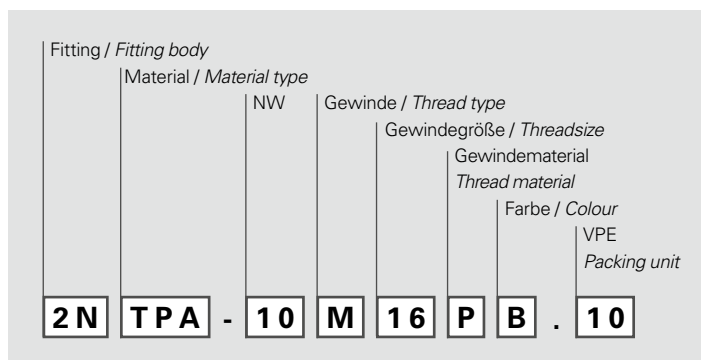 Fitting / Fitting body
Material / Material type
NW Gewinde / Thread type
Gewindegröße / Threadsize
Gewindematerial
Thread material
Farbe / Colour
VPE
Packing unit
2N TPA - 10 M 16 P B . 10